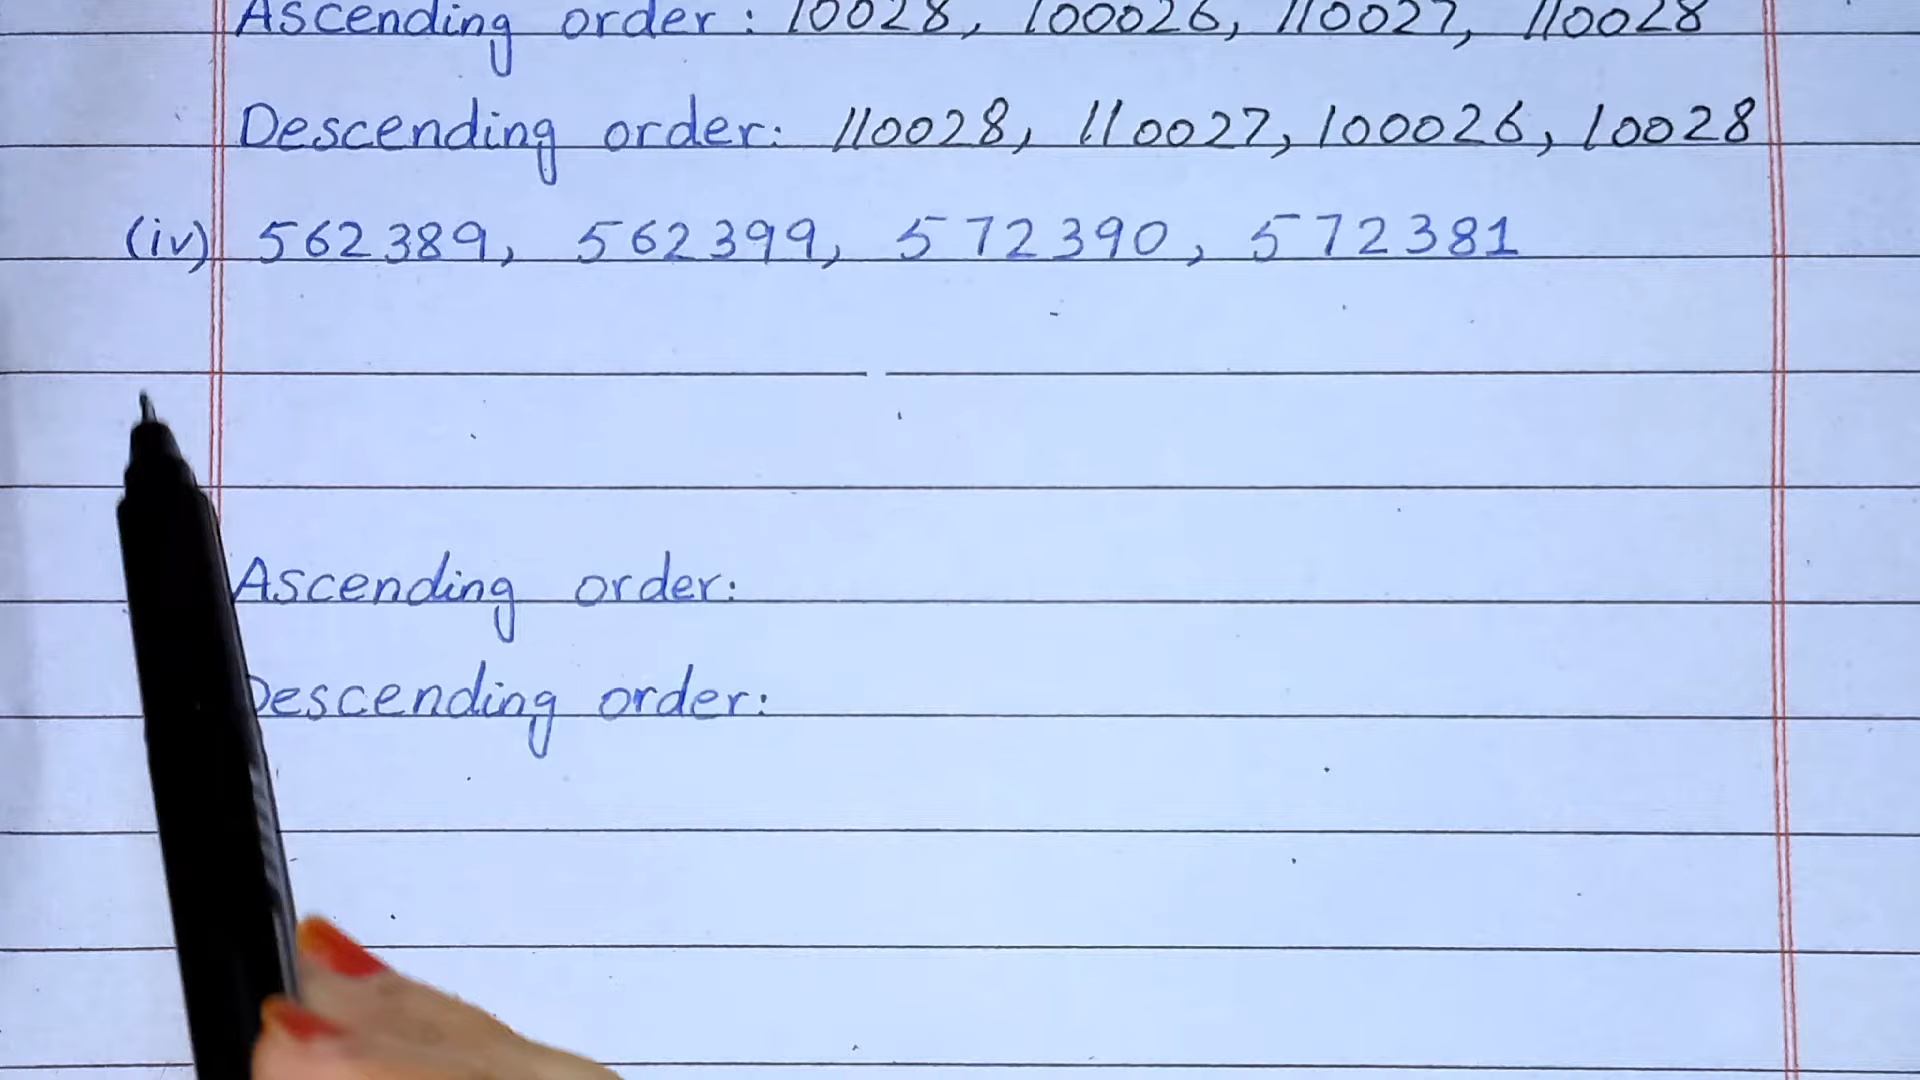 Ascending order: 10028, 100026, 110027, 110028
Descending order: 110028, 110027, 100026, 10028
(iv) 562389, 562399, 572390, 572381
Ascending order:
Descending order: